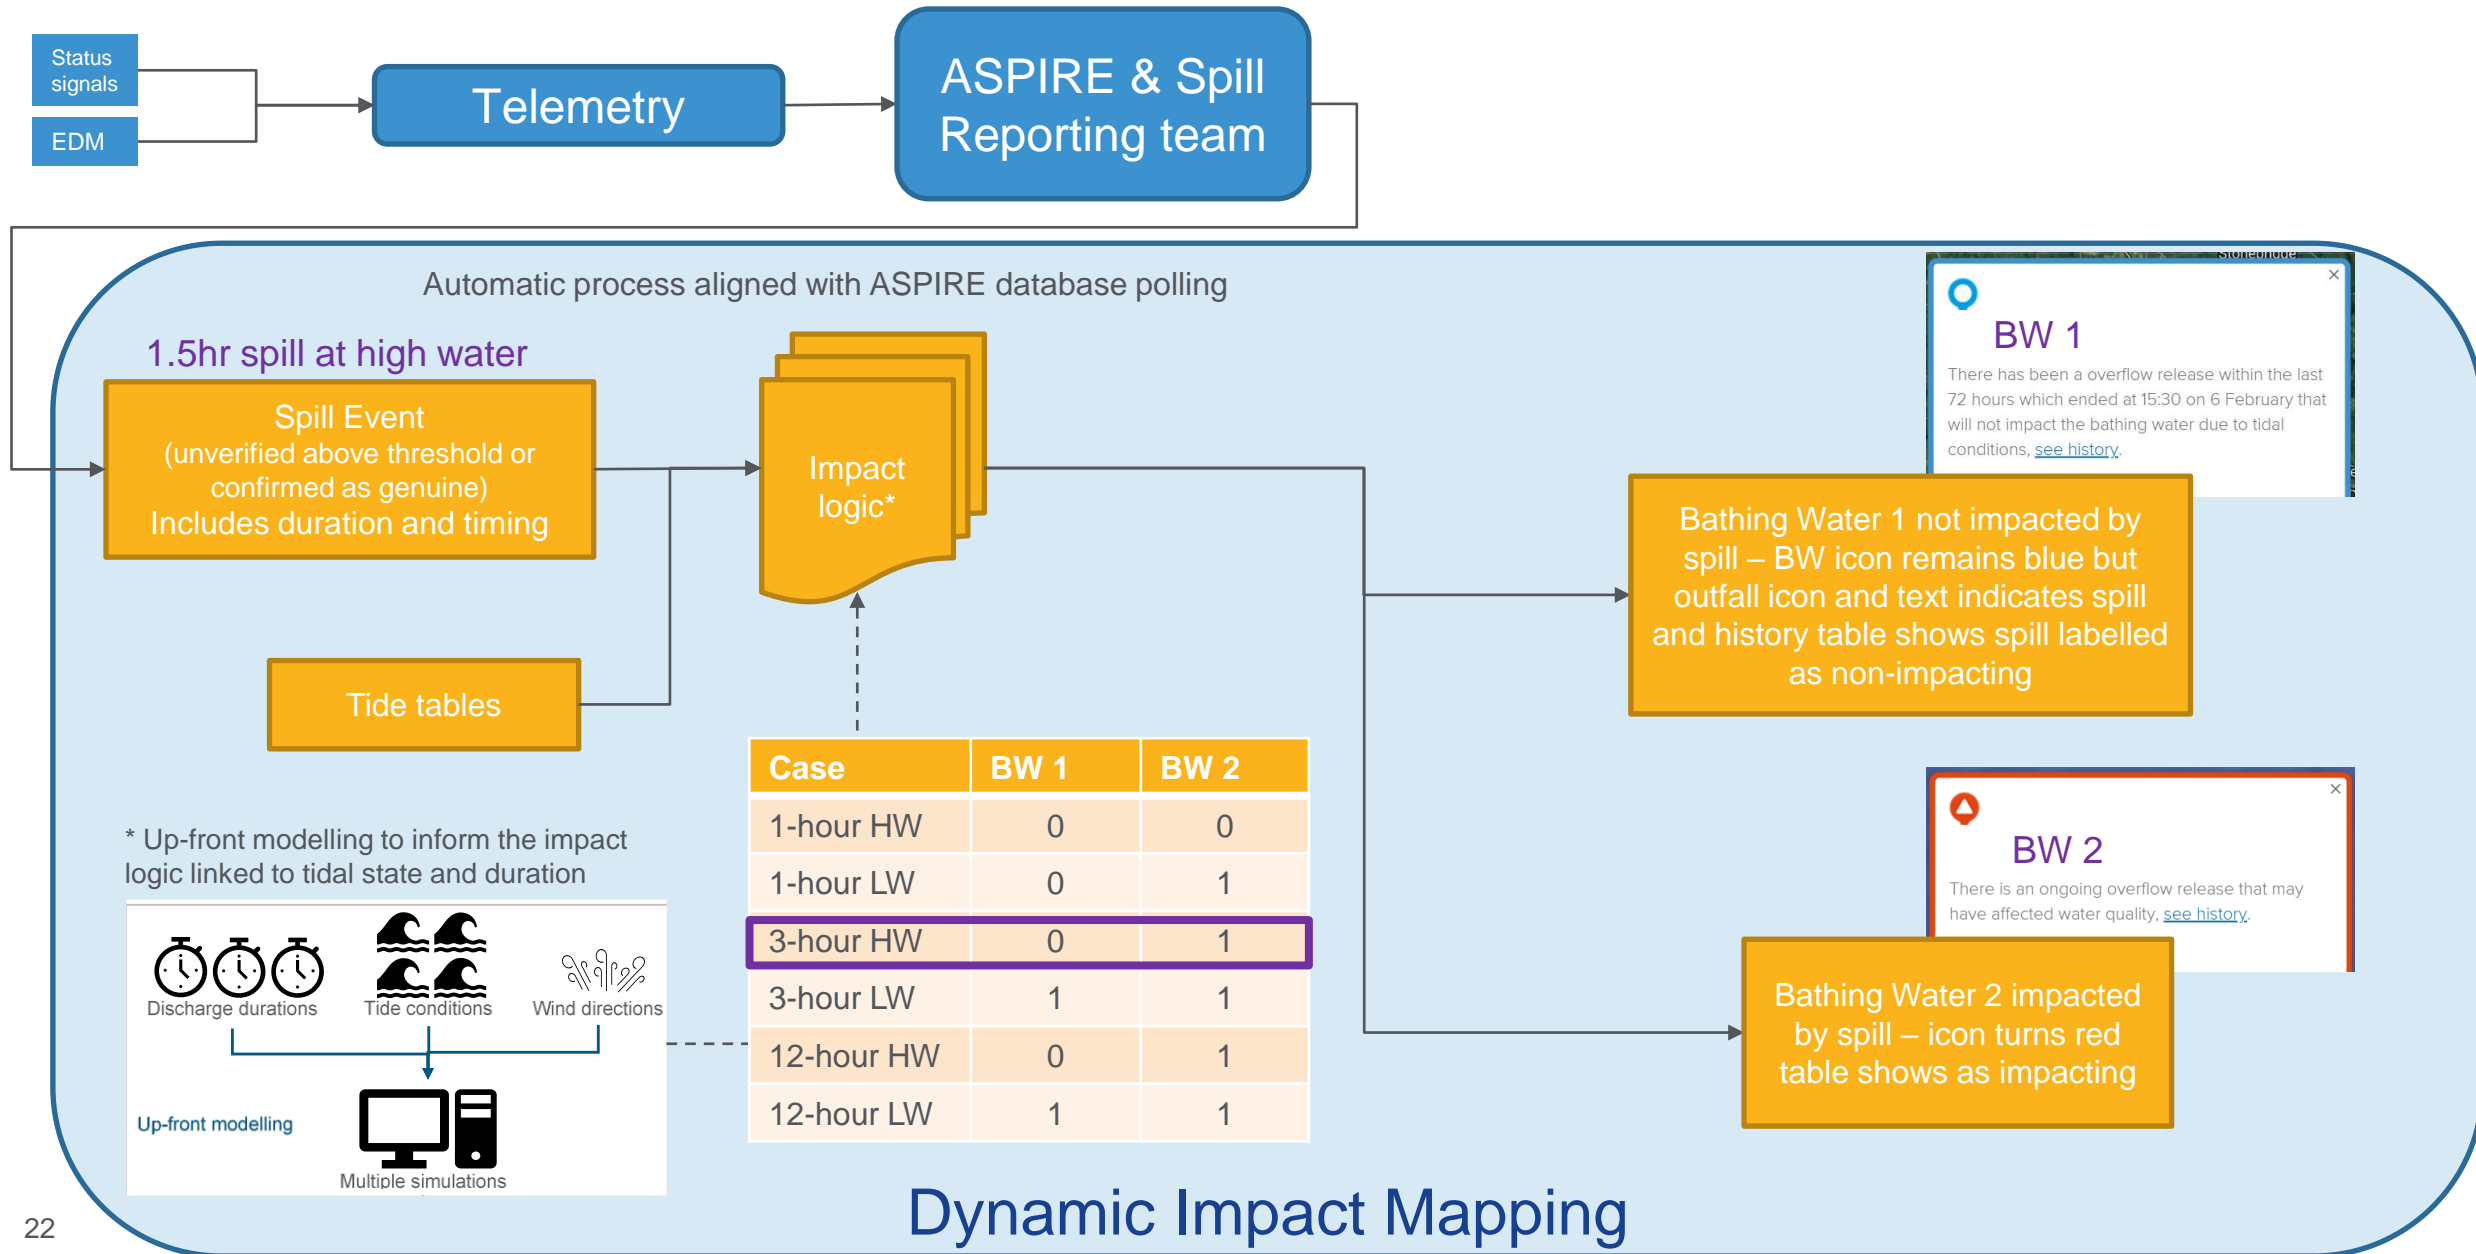 Status
signals
EDM
Telemetry
ASPIRE & Spill
Reporting team
Automatic process aligned with ASPIRE database polling
1.5hr spill at high water
Spill Event
(unverified above threshold or
confirmed as genuine)
Includes duration and timing
Tide tables
Impact
logic*
Stonebridge
×
BW 1
There has been a overflow release within the last
72 hours which ended at 15:30 on 6 February that
will not impact the bathing water due to tidal
conditions, see history.
Bathing Water 1 not impacted by
spill – BW icon remains blue but
outfall icon and text indicates spill
and history table shows spill labelled
as non-impacting
×
BW 2
There is an ongoing overflow release that may
have affected water quality, see history.
Bathing Water 2 impacted
by spill – icon turns red
table shows as impacting
Case BW 1 BW 2
1-hour HW 0 0
1-hour LW 0 1
3-hour HW 0 1
3-hour LW 1 1
12-hour HW 0 1
12-hour LW 1 1
* Up-front modelling to inform the impact
logic linked to tidal state and duration
Discharge durations Tide conditions Wind directions
Up-front modelling
Multiple simulations
Dynamic Impact Mapping
22